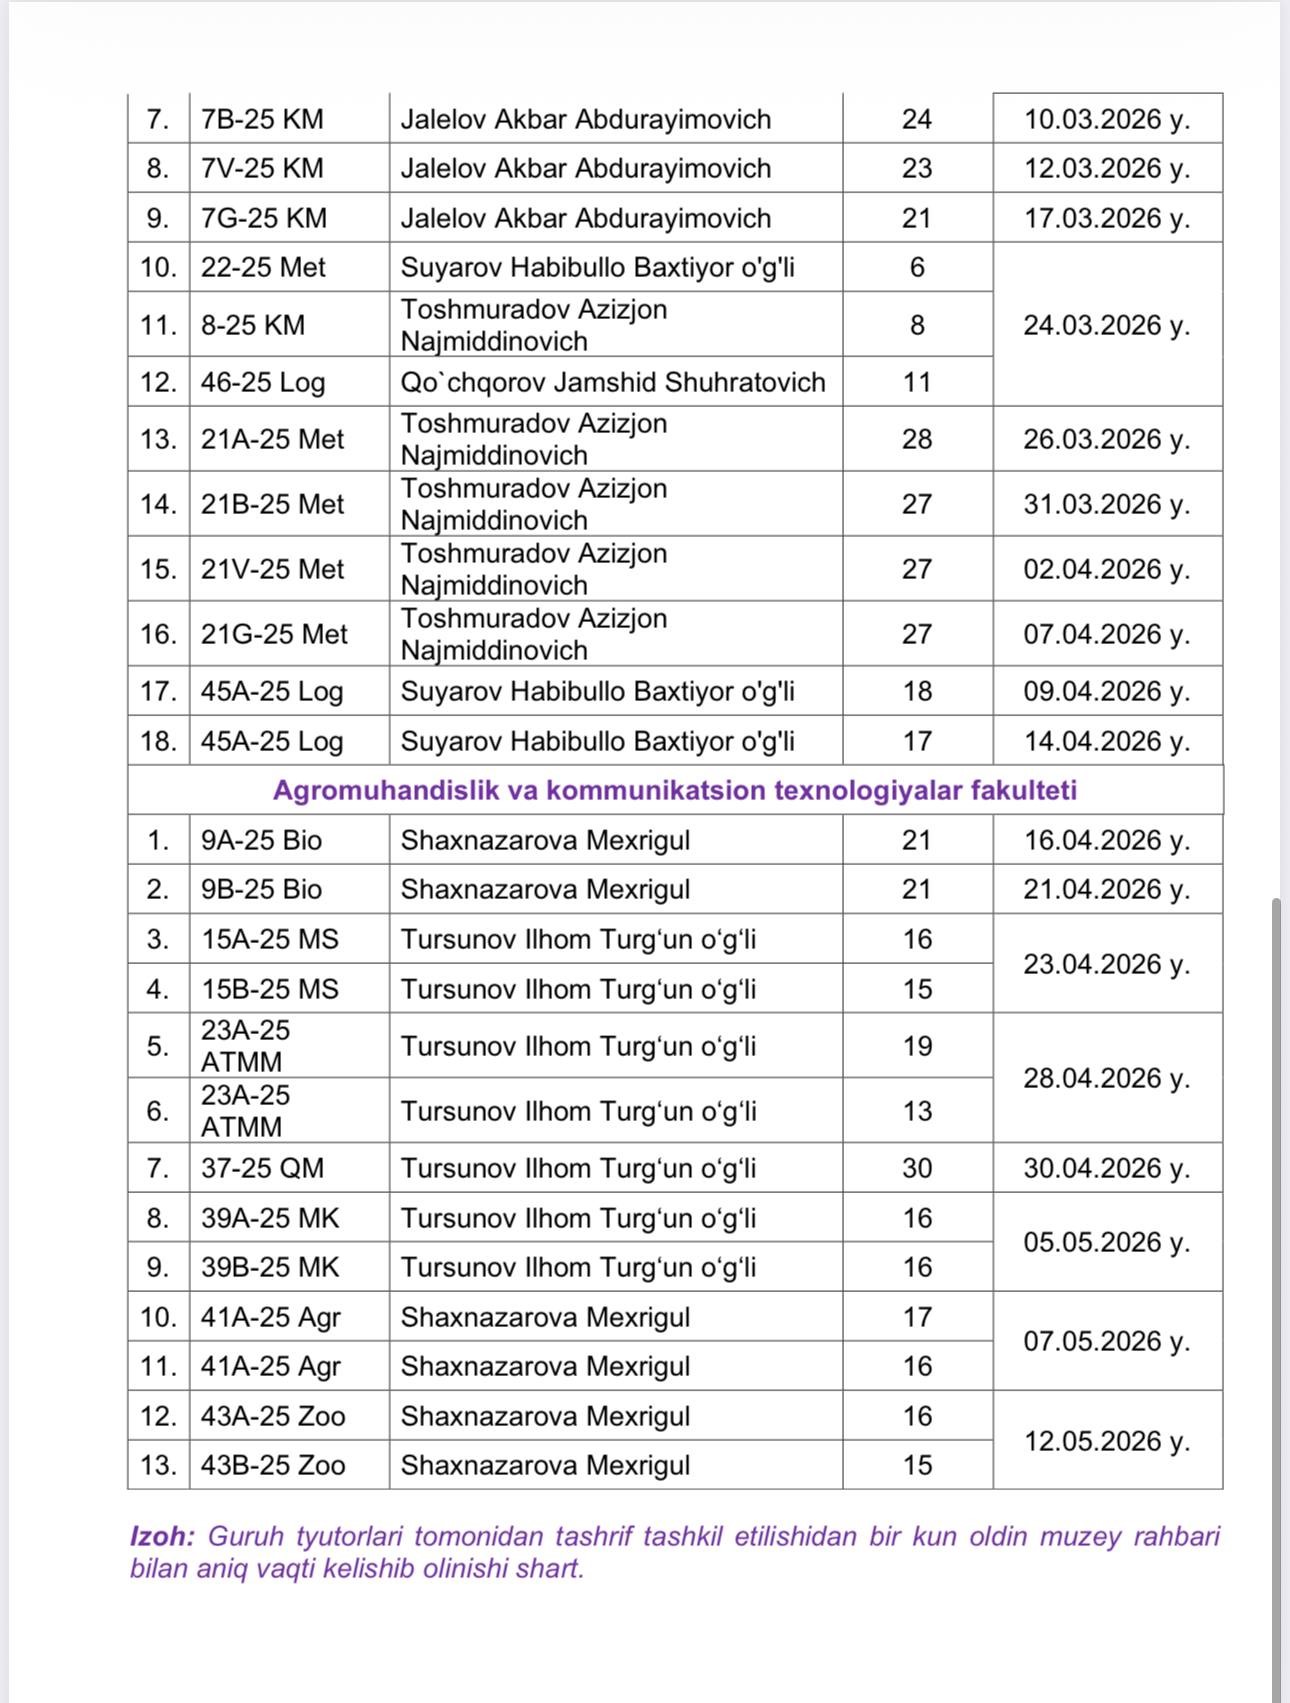 7. 7B-25 KM Jalelov Akbar Abdurayimovich 24 10.03.2026 y.
8. 7V-25 KM Jalelov Akbar Abdurayimovich 23 12.03.2026 y.
9. 7G-25 KM Jalelov Akbar Abdurayimovich 21 17.03.2026 y.
10. 22-25 Met Suyarov Habibullo Baxtiyor o'g'li 6
11. 8-25 KM Toshmuradov Azizjon
Najmiddinovich 8 24.03.2026 y.
12. 46-25 Log Qo`chqorov Jamshid Shuhratovich 11
13. 21A-25 Met Toshmuradov Azizjon
Najmiddinovich 28 26.03.2026 y.
14. 21B-25 Met Toshmuradov Azizjon
Najmiddinovich 27 31.03.2026 y.
15. 21V-25 Met Toshmuradov Azizjon
Najmiddinovich 27 02.04.2026 y.
16. 21G-25 Met Toshmuradov Azizjon
Najmiddinovich 27 07.04.2026 y.
17. 45A-25 Log Suyarov Habibullo Baxtiyor o'g'li 18 09.04.2026 y.
18. 45A-25 Log Suyarov Habibullo Baxtiyor o'g'li 17 14.04.2026 y.
Agromuhandislik va kommunikatsion texnologiyalar fakulteti
1. 9A-25 Bio Shaxnazarova Mexrigul 21 16.04.2026 y.
2. 9B-25 Bio Shaxnazarova Mexrigul 21 21.04.2026 y.
3. 15A-25 MS Tursunov Ilhom Turg‘un o‘g‘li 16 23.04.2026 y.
4. 15B-25 MS Tursunov Ilhom Turg‘un o‘g‘li 15
5. 23A-25
ATMM Tursunov Ilhom Turg‘un o‘g‘li 19 28.04.2026 y.
6. 23A-25
ATMM Tursunov Ilhom Turg‘un o‘g‘li 13
7. 37-25 QM Tursunov Ilhom Turg‘un o‘g‘li 30 30.04.2026 y.
8. 39A-25 MK Tursunov Ilhom Turg‘un o‘g‘li 16 05.05.2026 y.
9. 39B-25 MK Tursunov Ilhom Turg‘un o‘g‘li 16
10. 41A-25 Agr Shaxnazarova Mexrigul 17 07.05.2026 y.
11. 41A-25 Agr Shaxnazarova Mexrigul 16
12. 43A-25 Zoo Shaxnazarova Mexrigul 16 12.05.2026 y.
13. 43B-25 Zoo Shaxnazarova Mexrigul 15
Izoh: Guruh tyutorlari tomonidan tashrif tashkil etilishidan bir kun oldin muzey rahbari
bilan aniq vaqti kelishib olinishi shart.